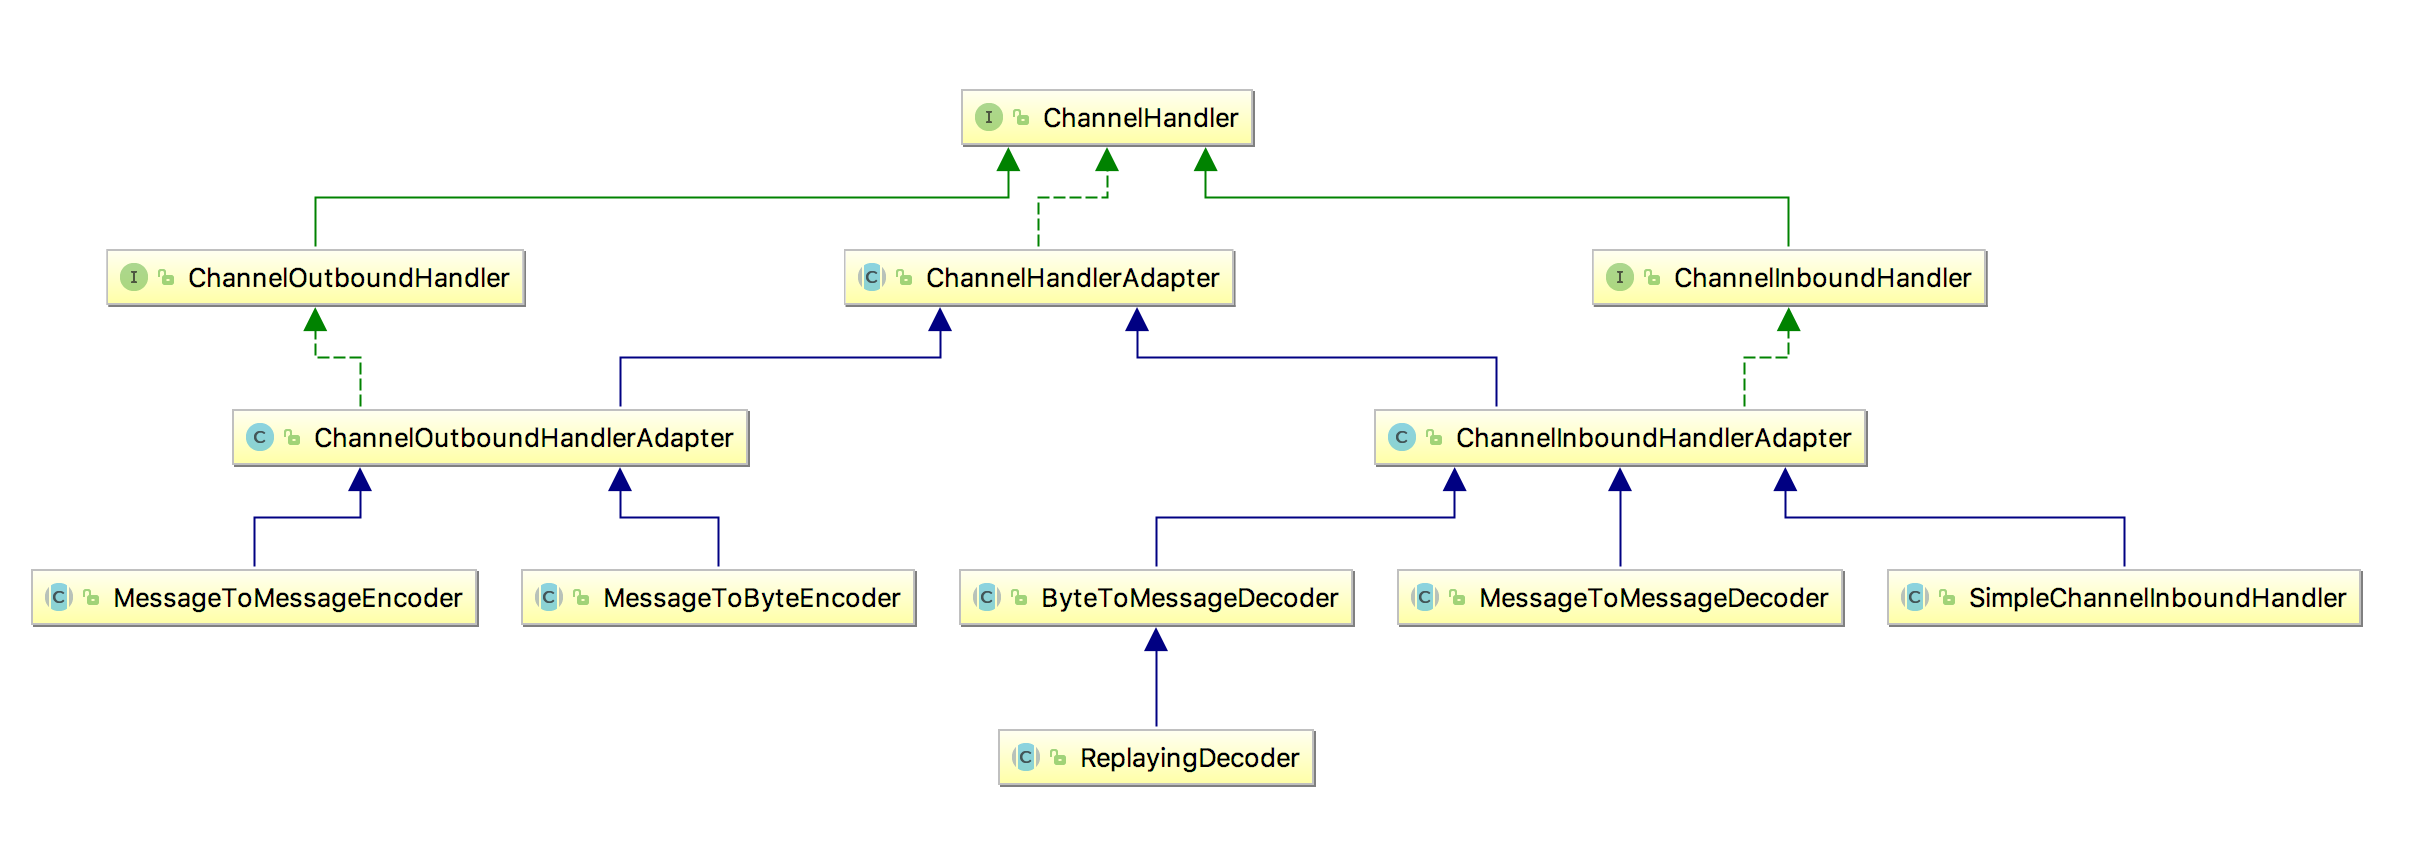 I ChannelHandler
I ChannelOutboundHandler
C ChannelHandlerAdapter
I ChannelInboundHandler
C ChannelOutboundHandlerAdapter
C ChannelInboundHandlerAdapter
C MessageToMessageEncoder
C MessageToByteEncoder
C ByteToMessageDecoder
C MessageToMessageDecoder
C SimpleChannelInboundHandler
C ReplayingDecoder